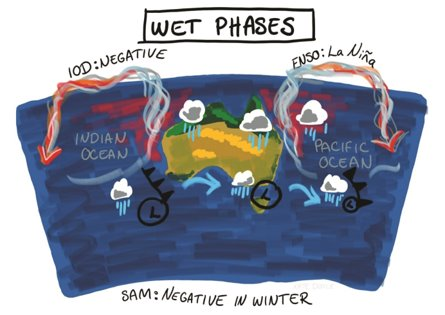 WET PHASES
IOD: NEGATIVE
ENSO: La Niña
INDIAN
OCEAN
PACIFIC
OCEAN
L
L
L
SAM: NEGATIVE IN WINTER